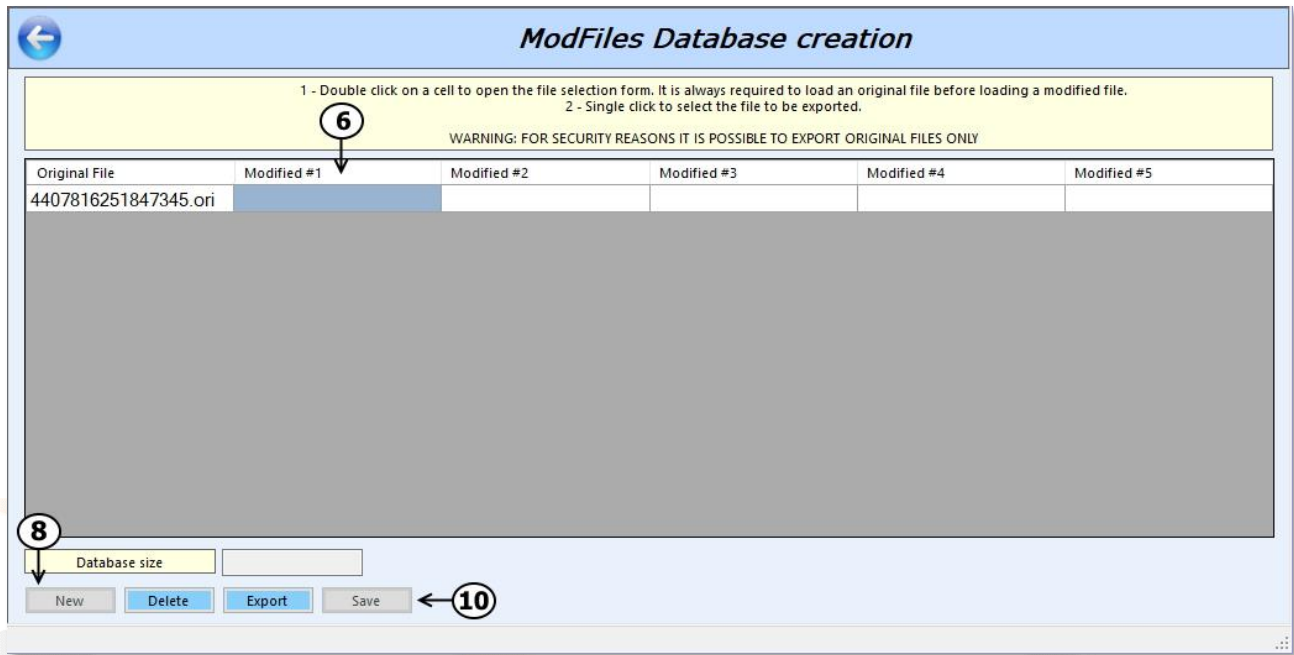 ModFiles Database creation
1 - Double click on a cell to open the file selection form. It is always required to load an original file before loading a modified file.
2 - Single click to select the file to be exported.
6
WARNING: FOR SECURITY REASONS IT IS POSSIBLE TO EXPORT ORIGINAL FILES ONLY
Original File Modified #1 Modified #2 Modified #3 Modified #4 Modified #5
4407816251847345.ori
8
Database size
New Delete Export Save 10